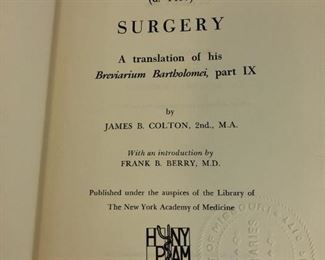 SURGERY
A translation of his
Breviarium Bartholomei, part IX
by
JAMES B. COLTON, 2nd., M.A.
With an introduction by
FRANK B. BERRY, M.D.
Published under the auspices of the Library of
The New York Academy of Medicine